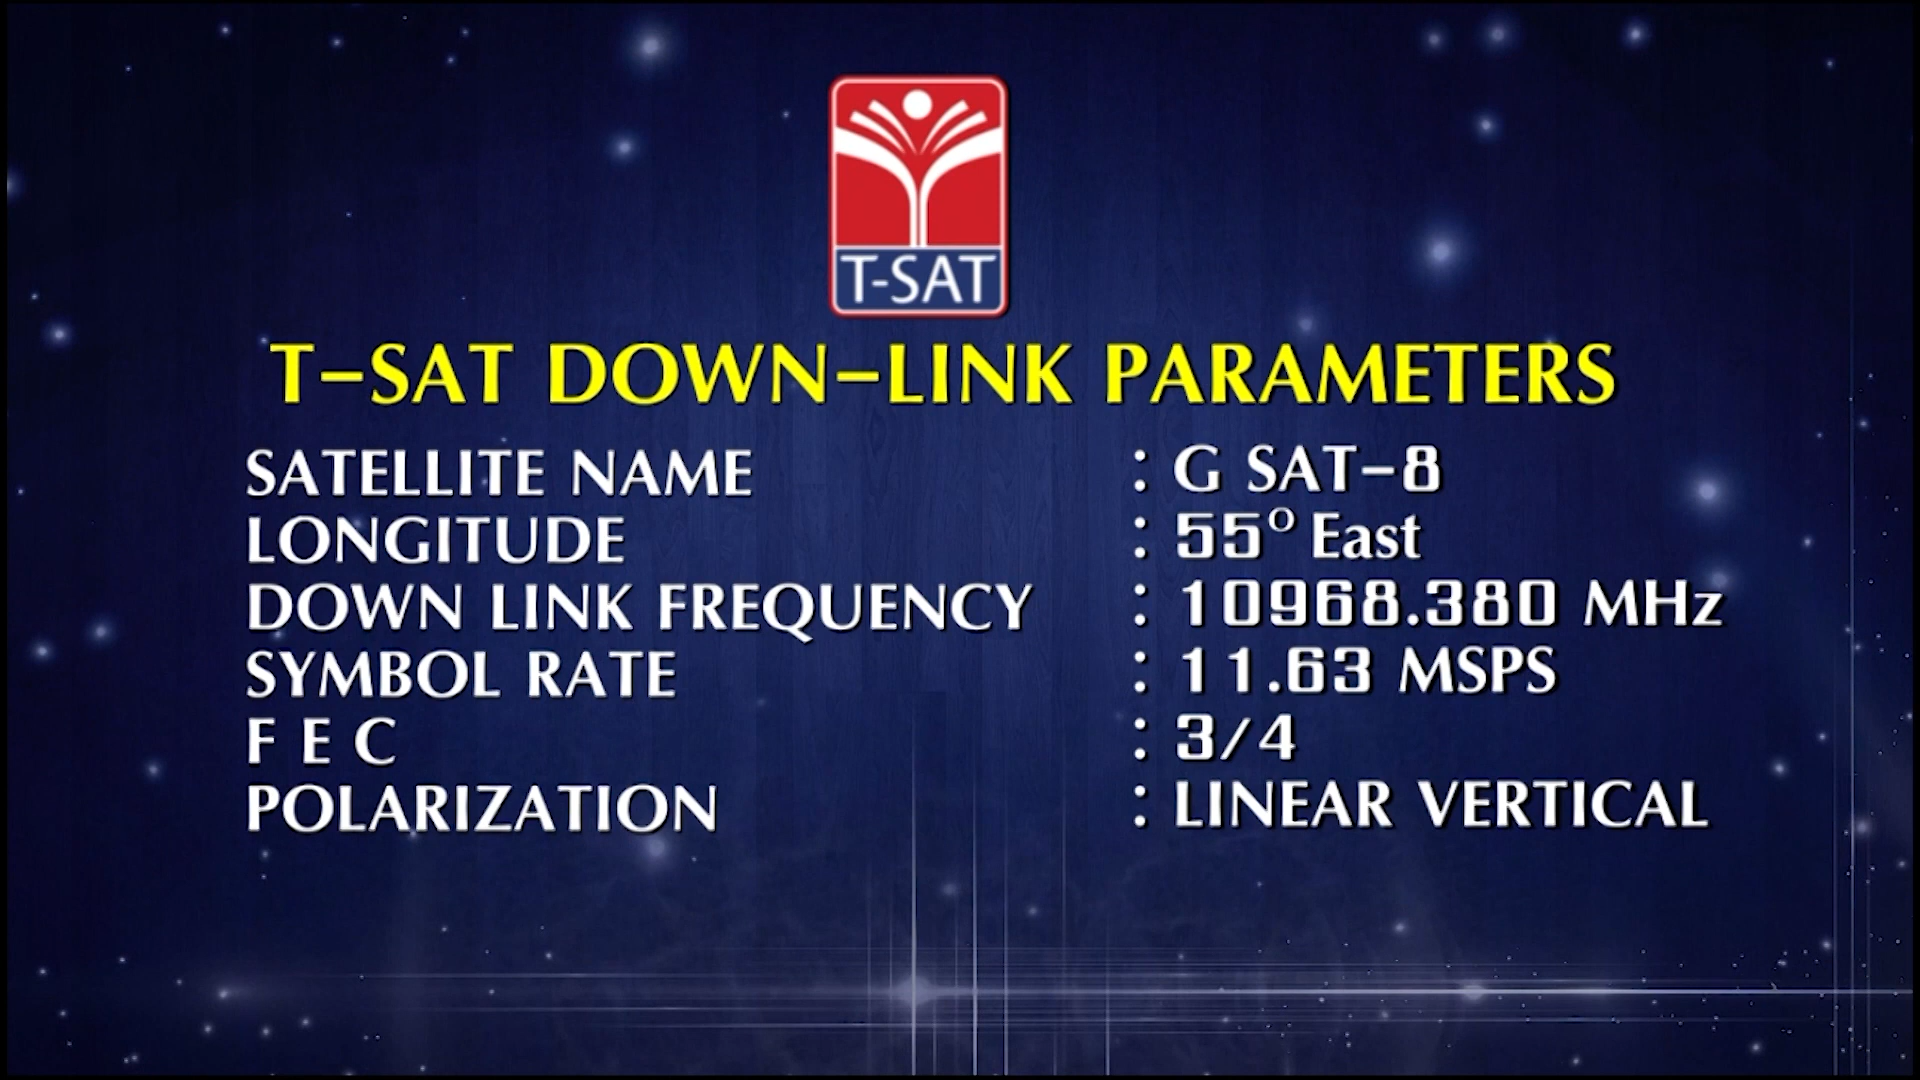 T-SAT
T-SAT DOWN-LINK PARAMETERS
SATELLITE NAME : G SAT-8
LONGITUDE : 55° East
DOWN LINK FREQUENCY : 10968.380 MHz
SYMBOL RATE : 11.63 MSPS
F E C : 3/4
POLARIZATION : LINEAR VERTICAL